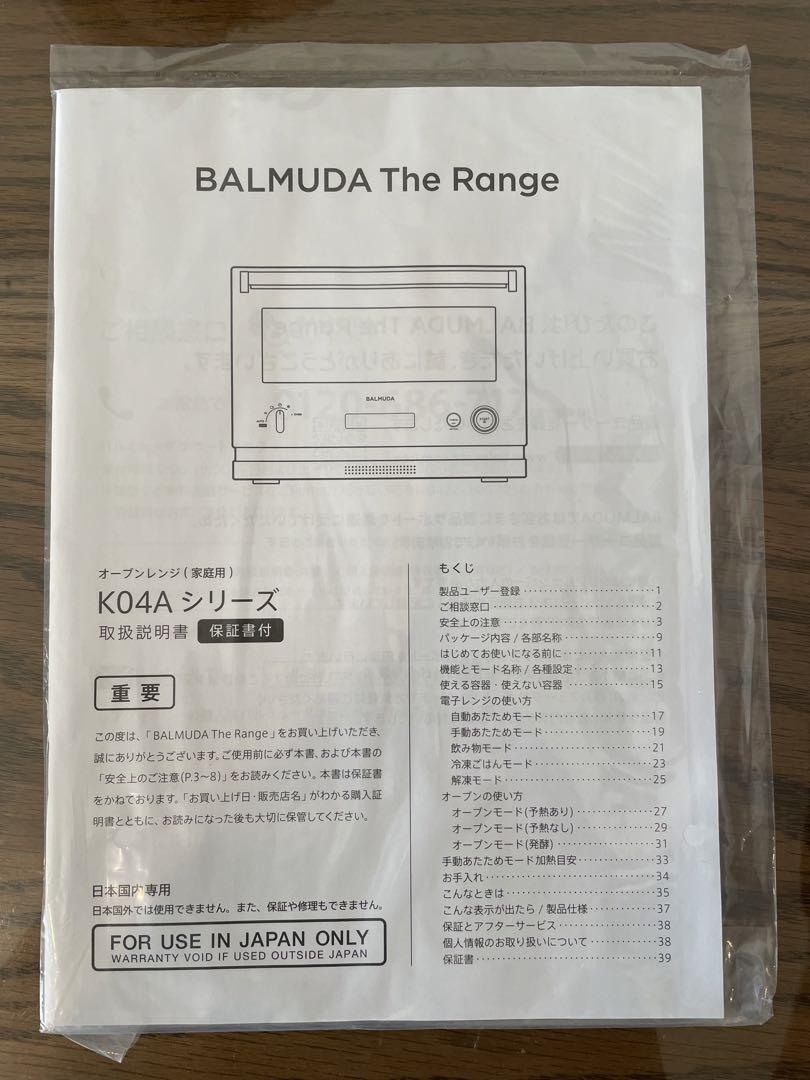 BALMUDA The Range
BALMUDA
AUTO
START
オーブンレンジ(家庭用)
K04A シリーズ
取扱説明書 保証書付
重要
この度は、「BALMUDA The Range」をお買い上げいただき、
誠にありがとうございます。ご使用前に必ず本書、および本書の
「安全上のご注意(P.3〜8)」をお読みください。本書は保証書
をかねております。「お買い上げ日・販売店名」がわかる購入証
明書とともに、お読みになった後も大切に保管してください。
日本国内専用
日本国外では使用できません。また、保証や修理もできません。
FOR USE IN JAPAN ONLY
WARRANTY VOID IF USED OUTSIDE JAPAN
もくじ
製品ユーザー登録 1
ご相談窓口 2
安全上の注意 3
パッケージ内容 / 各部名称 9
はじめてお使いになる前に 11
機能とモード名称 / 各種設定 13
使える容器・使えない容器 15
電子レンジの使い方
自動あたためモード 17
手動あたためモード 19
飲み物モード 21
冷凍ごはんモード 23
解凍モード 25
オーブンの使い方
オーブンモード(予熱あり) 27
オーブンモード(予熱なし) 29
オーブンモード(発酵) 31
手動あたためモード加熱目安 33
お手入れ 34
こんなときは 35
こんな表示が出たら / 製品仕様 37
保証とアフターサービス 38
個人情報のお取り扱いについて 38
保証書 39